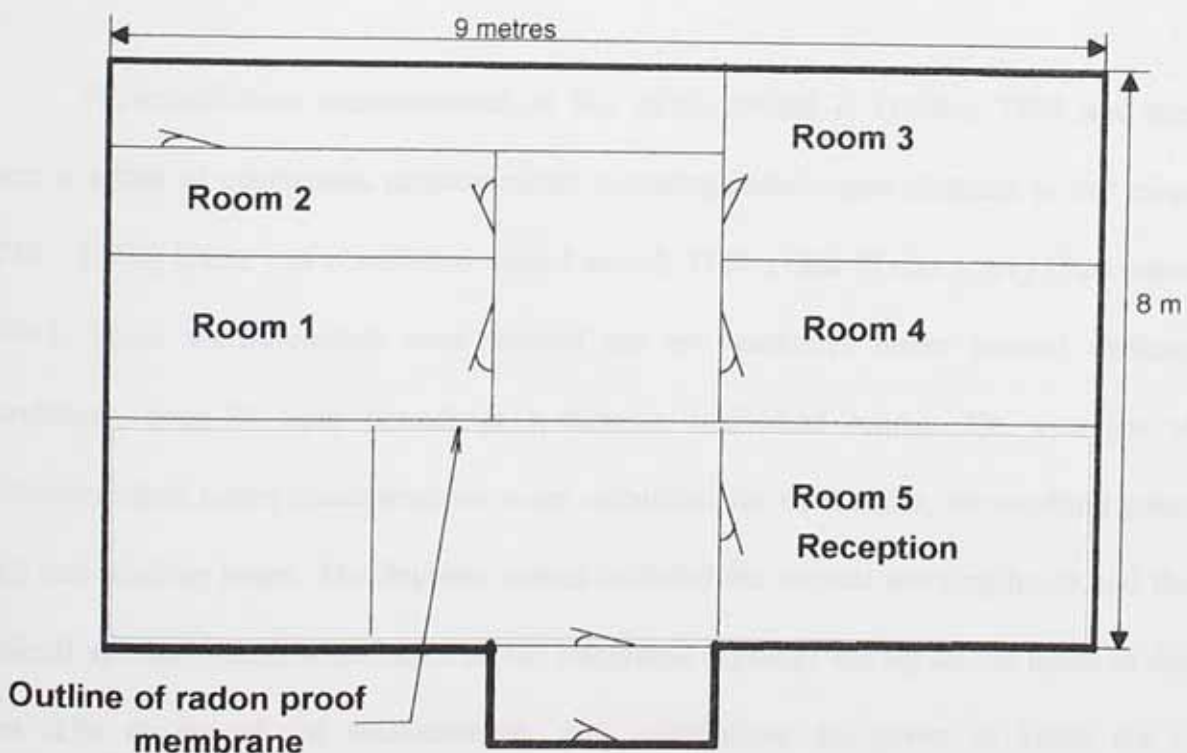 9 metres
Room 3
Room 2
Room 1
Room 4
8 m
Room 5
Reception
Outline of radon proof
membrane